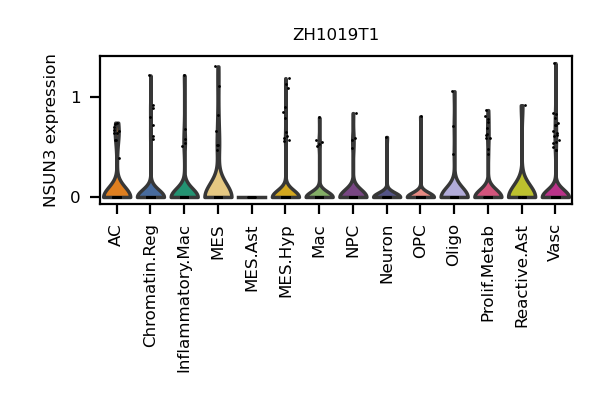 ZH1019T1
NSUN3 expression
1
0
AC
Chromatin.Reg
Inflammatory.Mac
MES
MES.Ast
MES.Hyp
Mac
NPC
Neuron
OPC
Oligo
Prolif.Metab
Reactive.Ast
Vasc